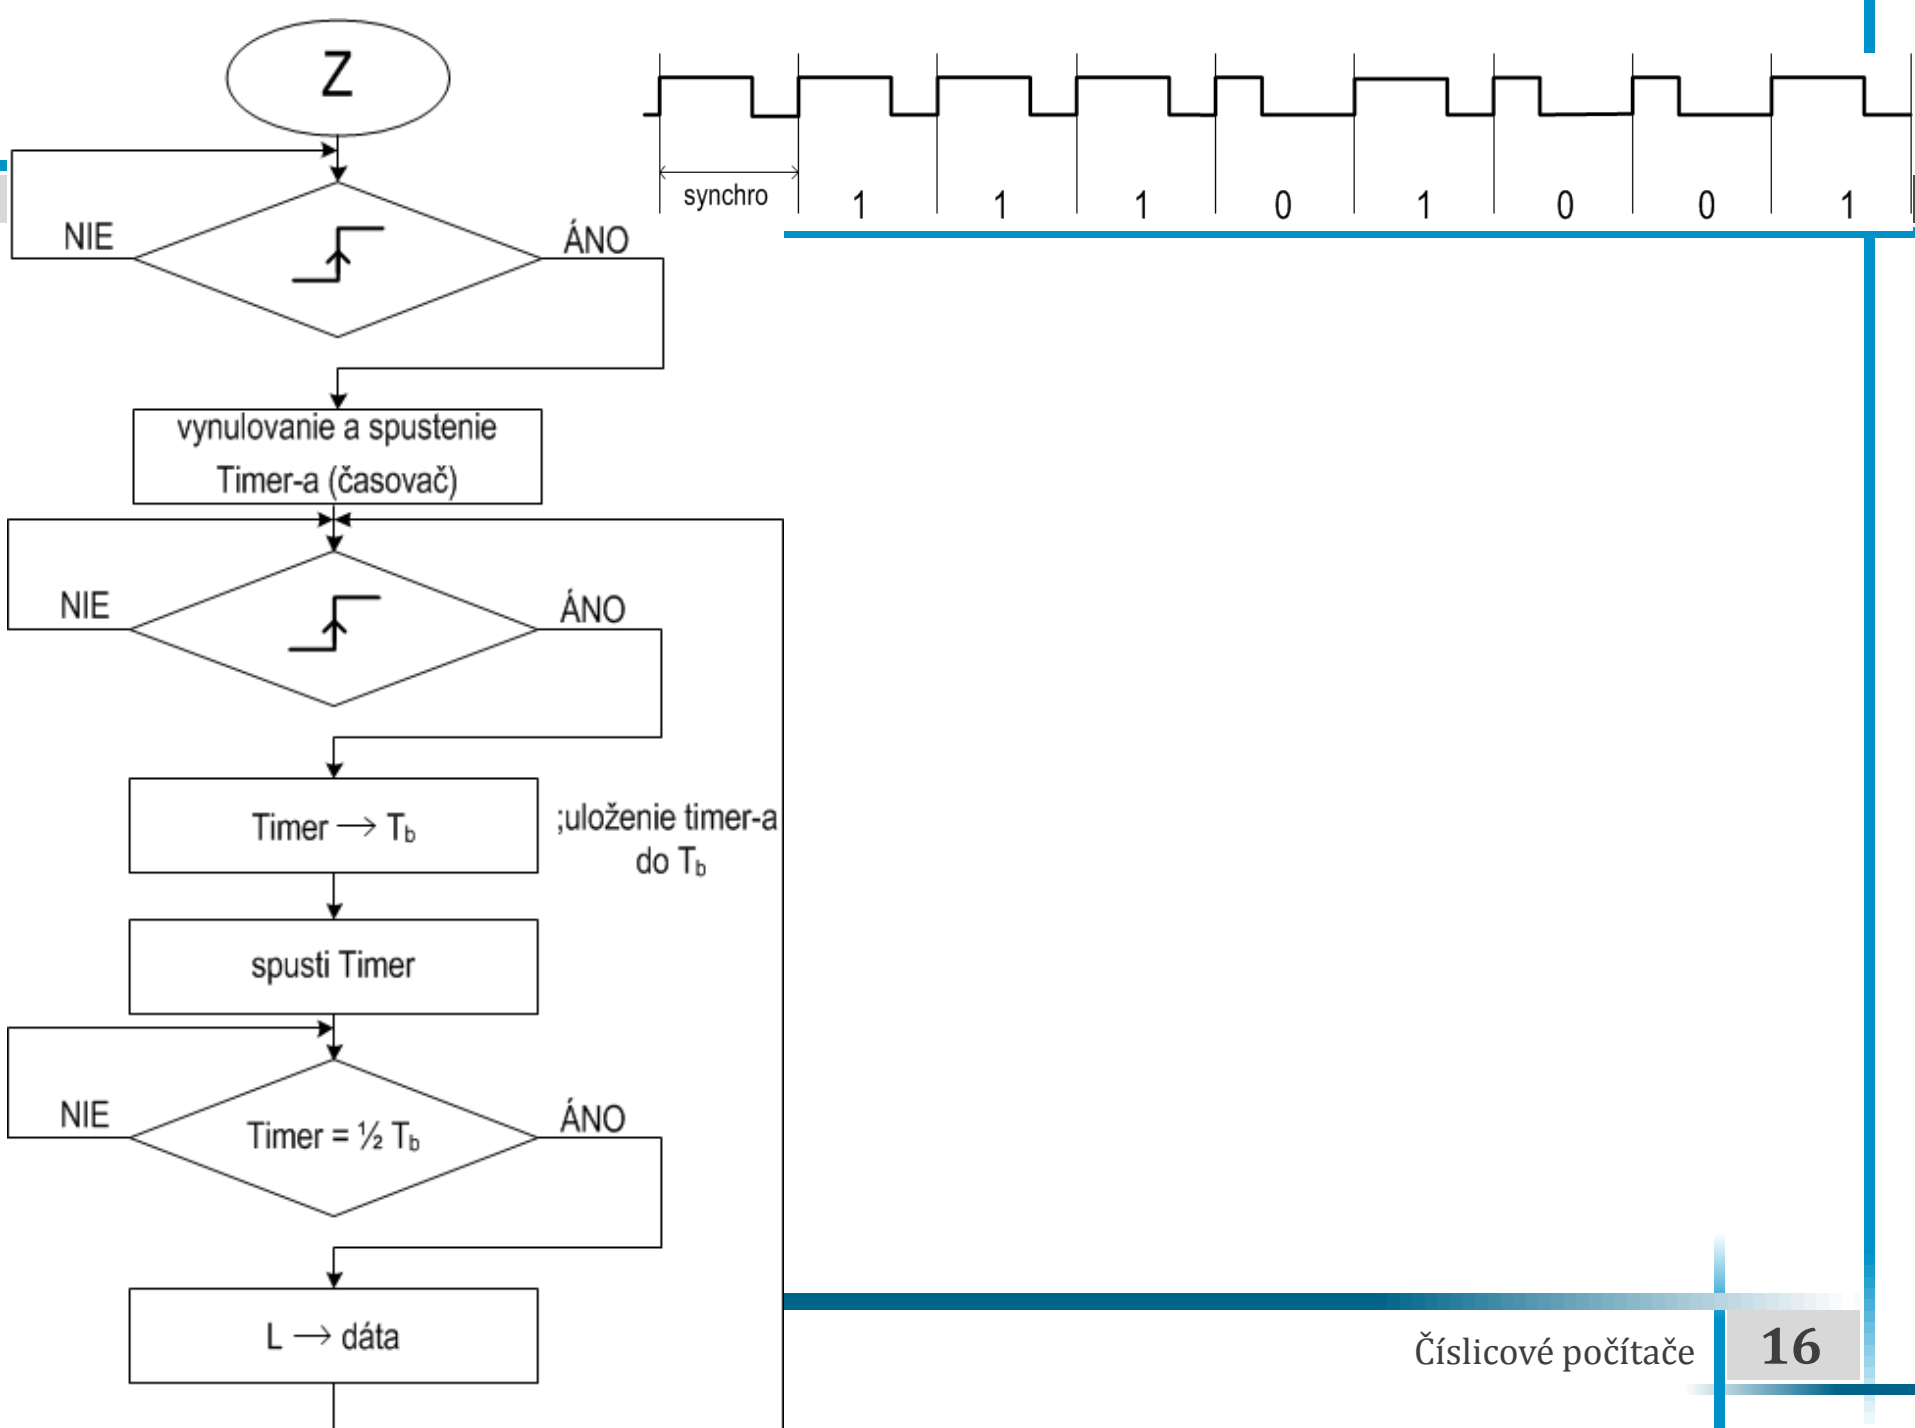 Z
NIE
ÁNO
synchro
1
1
1
0
1
0
0
1
vynulovanie a spustenie
Timer-a (časovač)
NIE
ÁNO
Timer → Tb
;uloženie timer-a
do Tb
spusti Timer
NIE
Timer = ½ Tb
ÁNO
L → dáta
Číslicové počítače
16